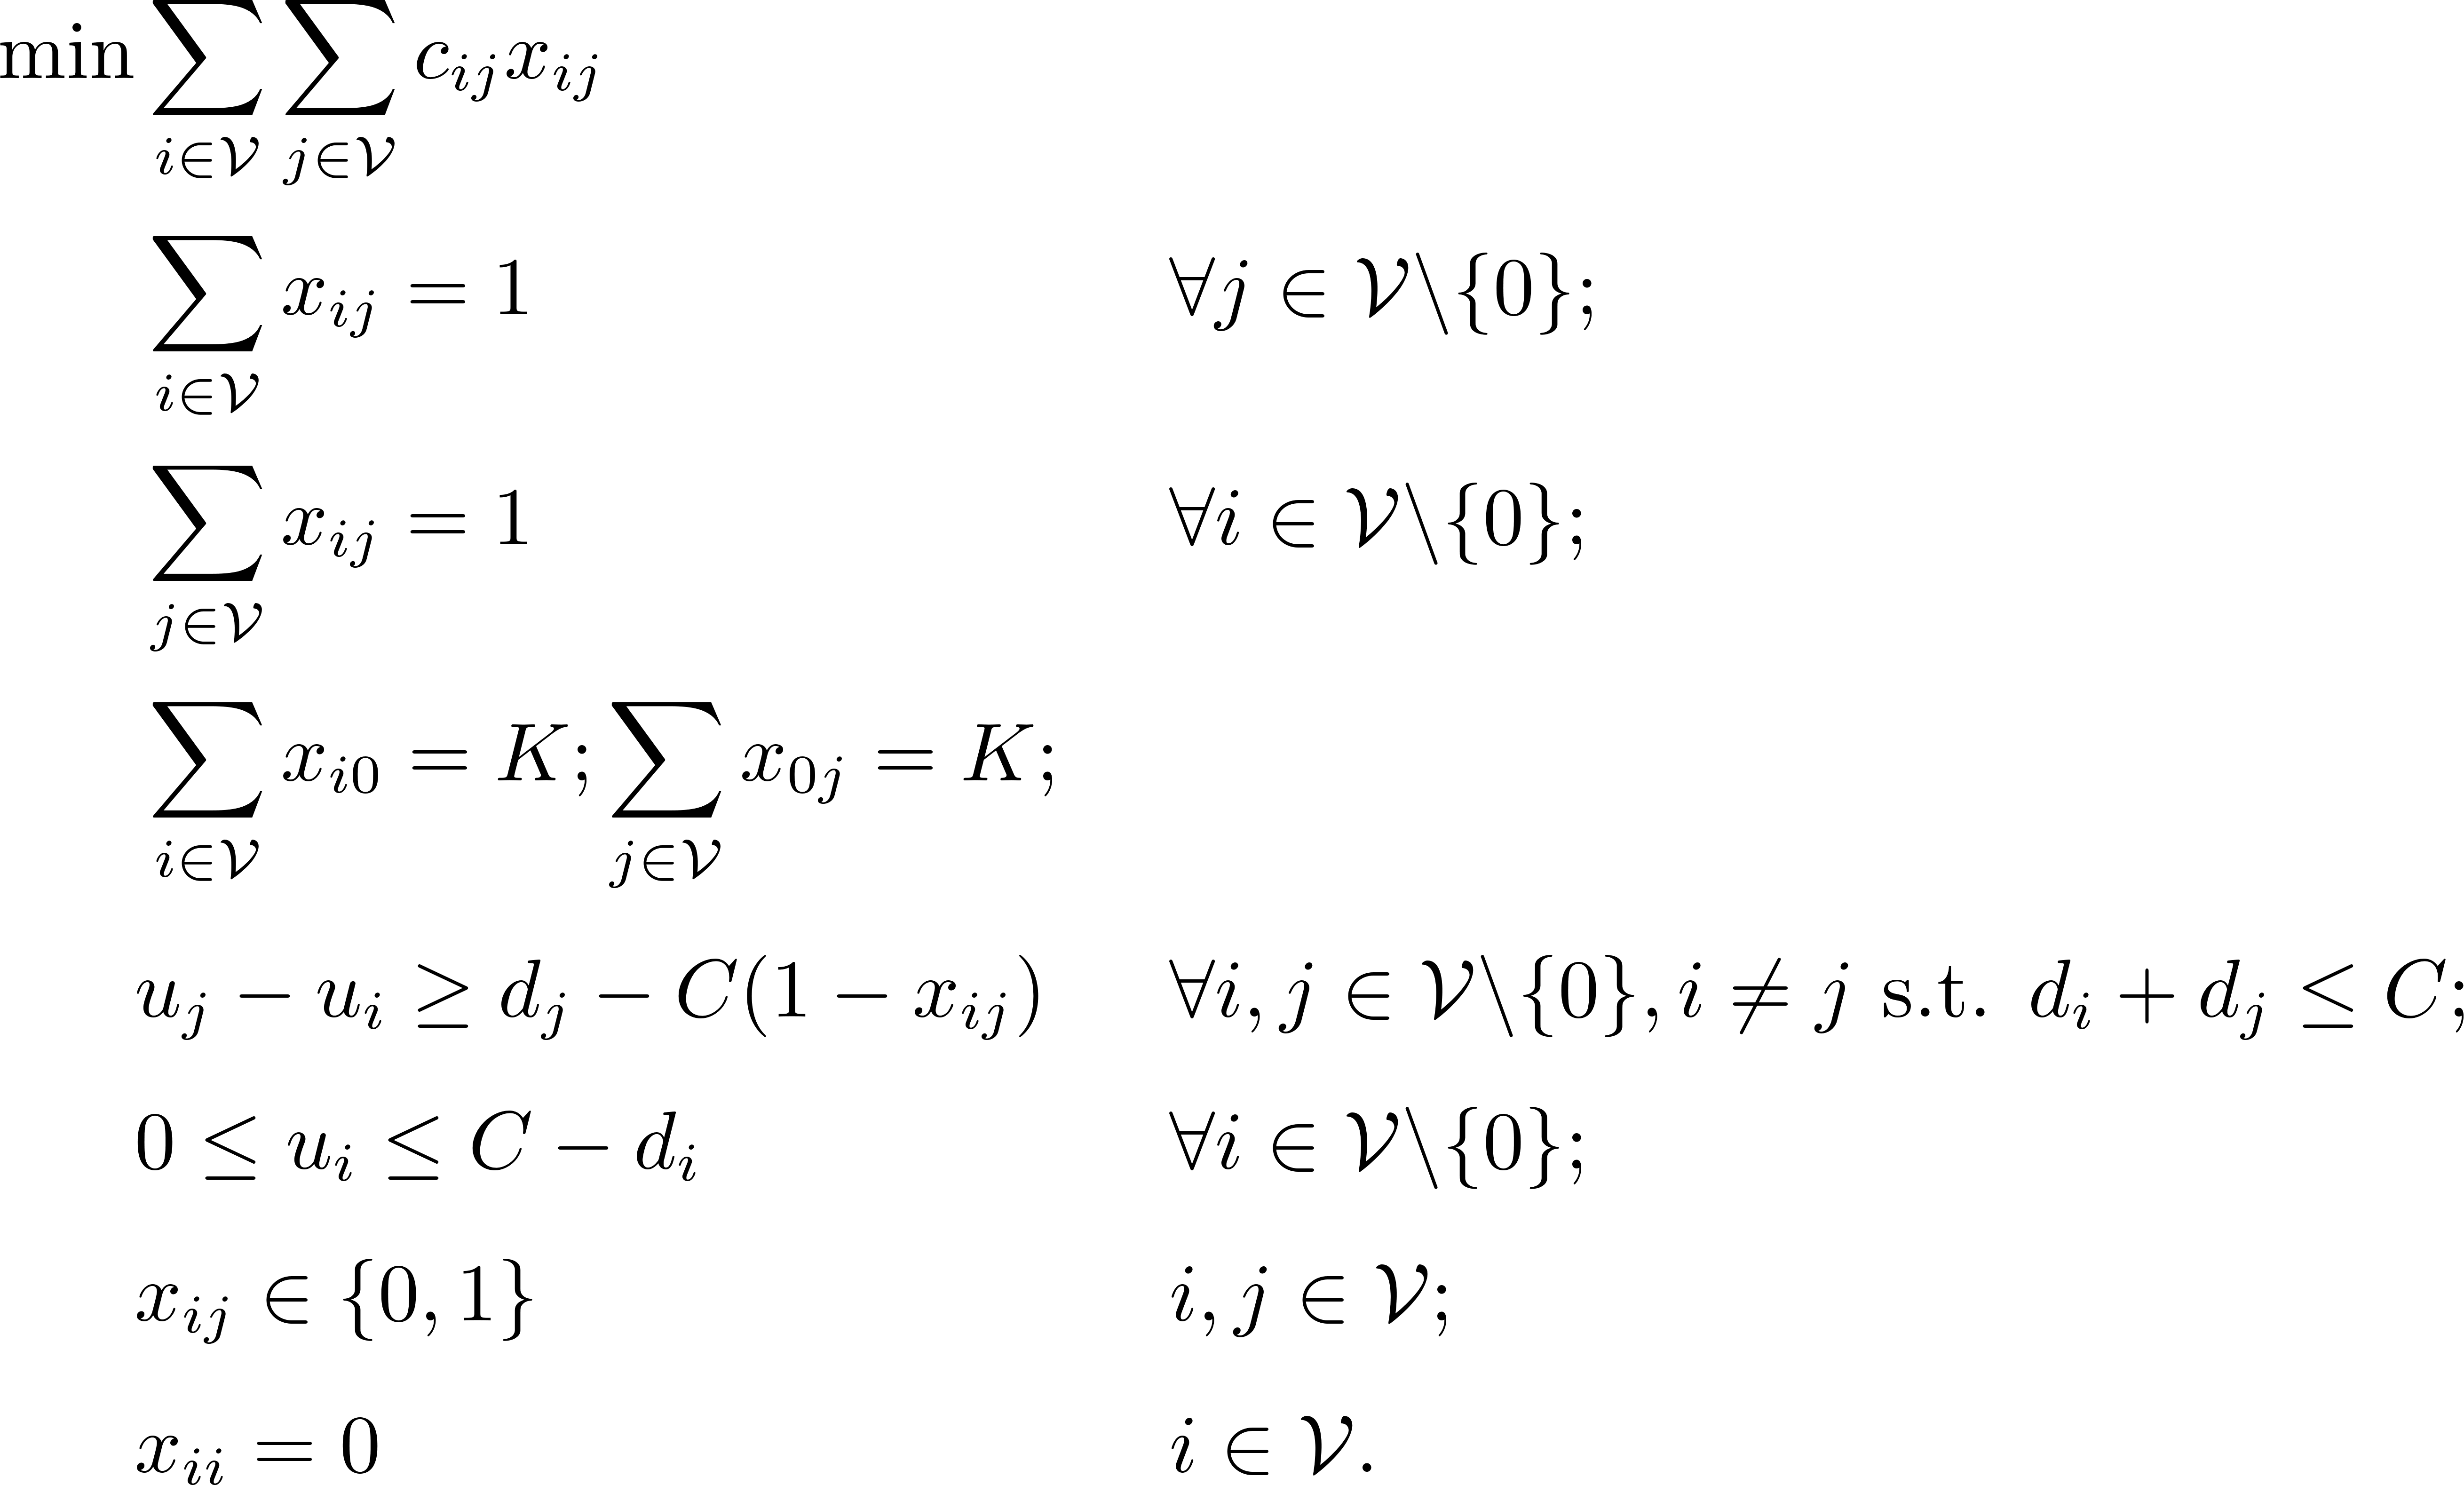 min ∑_{i∈𝒱} ∑_{j∈𝒱} c_{ij} x_{ij}
∑_{i∈𝒱} x_{ij} = 1 ∀j ∈ 𝒱\{0};
∑_{j∈𝒱} x_{ij} = 1 ∀i ∈ 𝒱\{0};
∑_{i∈𝒱} x_{i0} = K; ∑_{j∈𝒱} x_{0j} = K;
u_j − u_i ≥ d_j − C(1 − x_{ij}) ∀i, j ∈ 𝒱\{0}, i ≠ j s.t. d_i + d_j ≤ C;
0 ≤ u_i ≤ C − d_i ∀i ∈ 𝒱\{0};
x_{ij} ∈ {0, 1} i, j ∈ 𝒱;
x_{ii} = 0 i ∈ 𝒱.